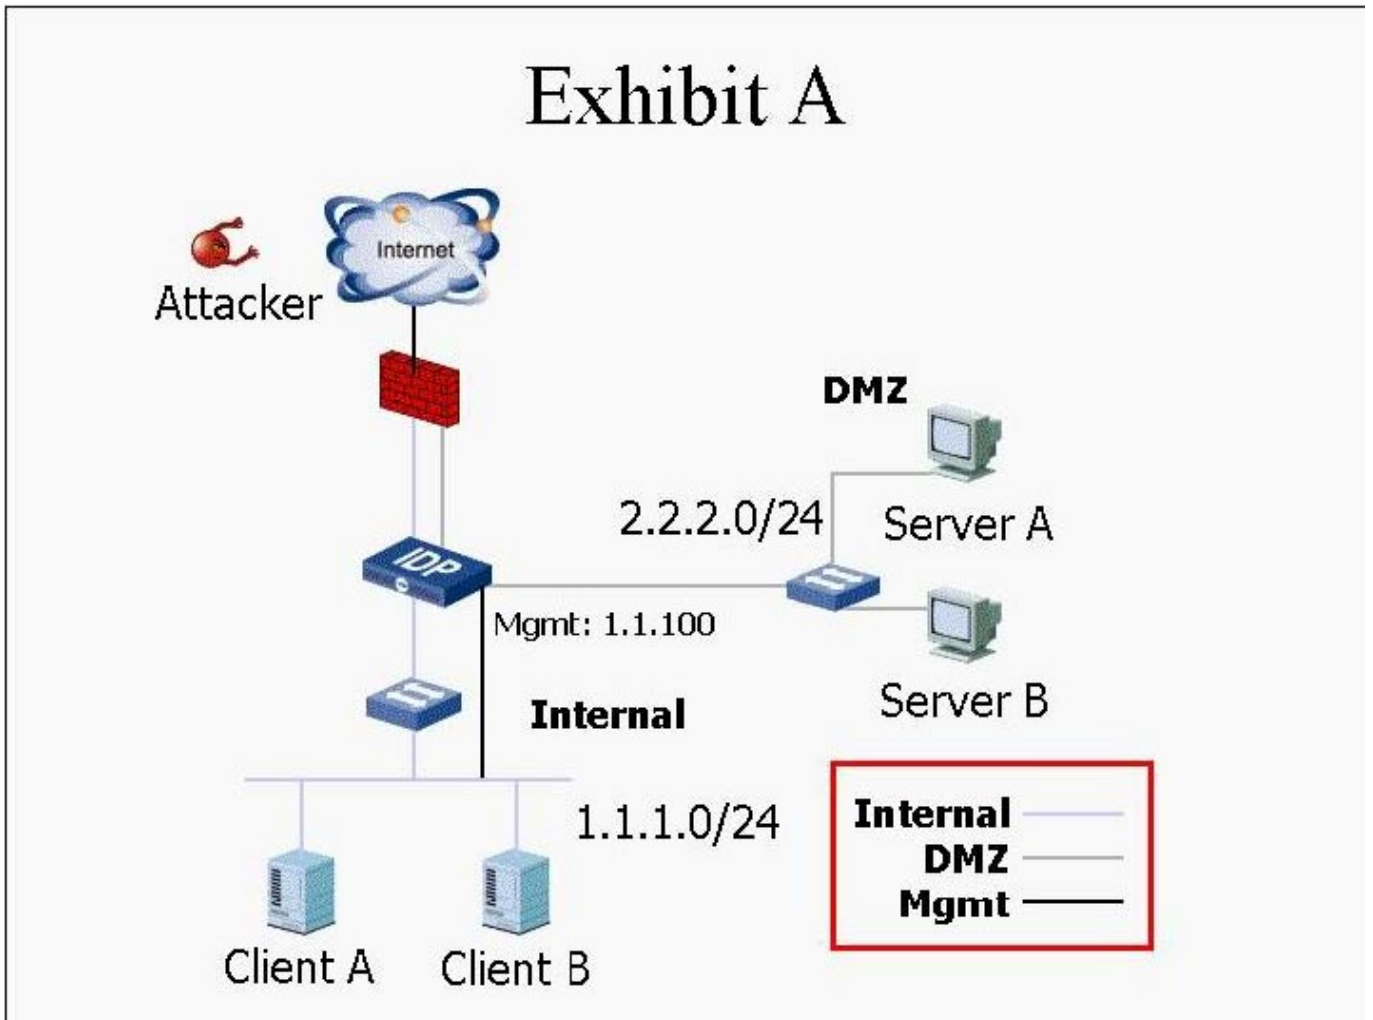 Exhibit A
Internet
Attacker
DMZ
2.2.2.0/24
Server A
IDP
Mgmt: 1.1.100
Internal
Server B
1.1.1.0/24
Internal
DMZ
Mgmt
Client A
Client B